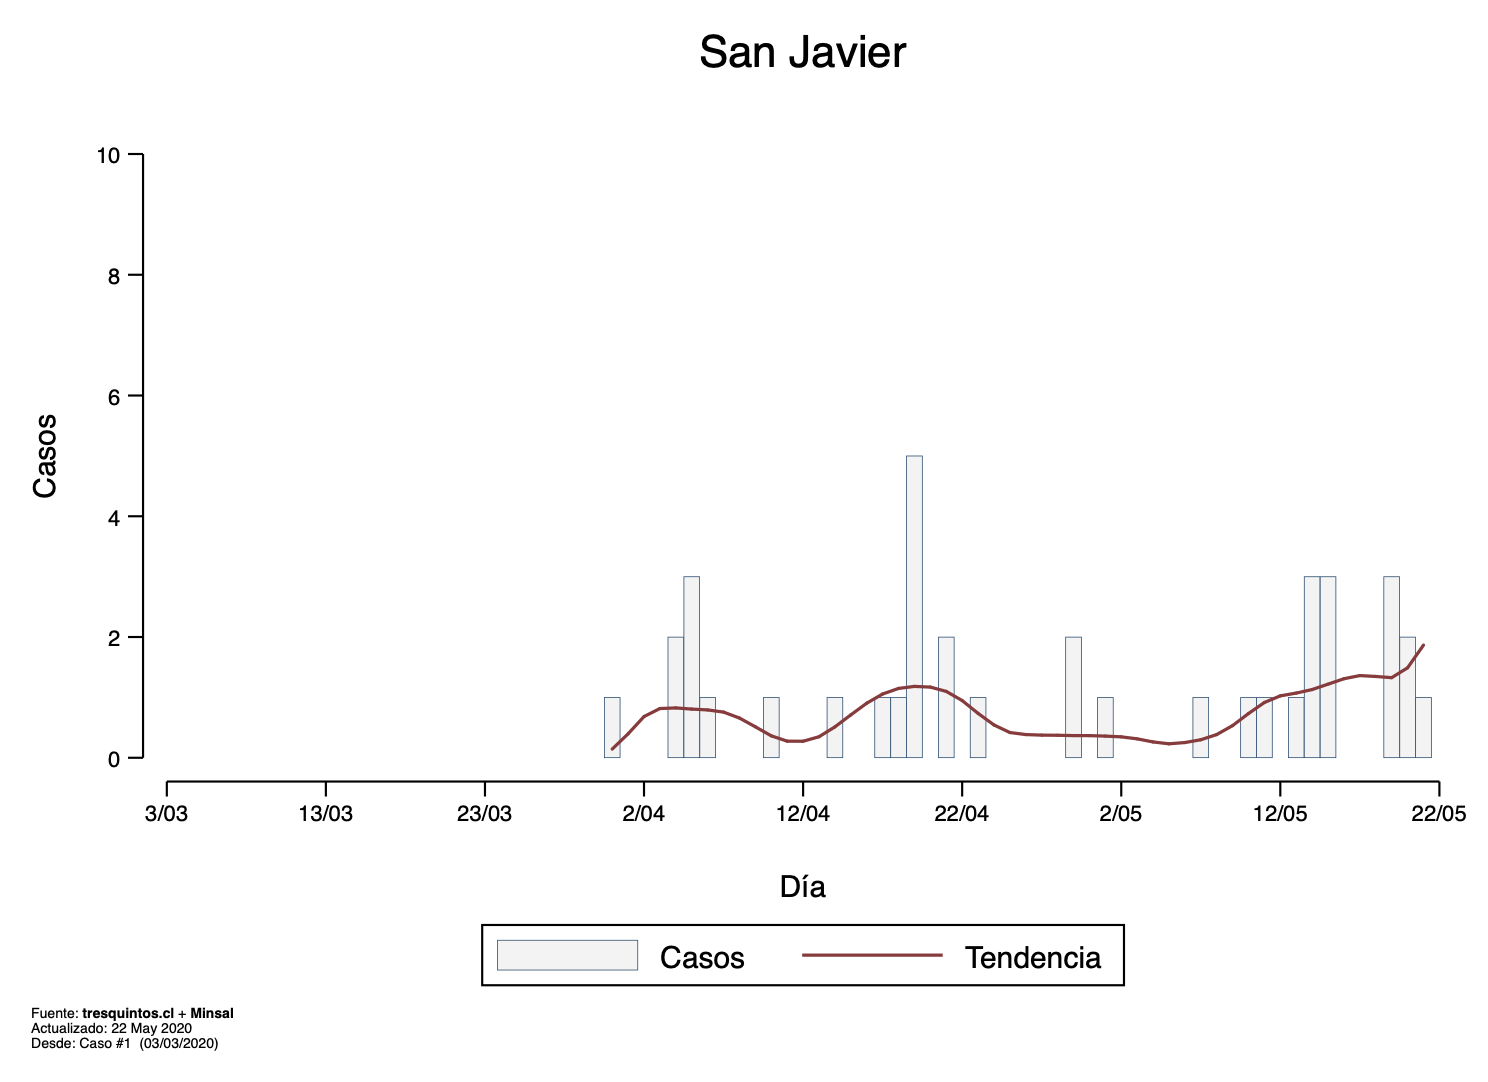 San Javier
10
8
6
4
2
0
Casos
3/03 13/03 23/03 2/04 12/04 22/04 2/05 12/05 22/05
Día
Casos Tendencia
Fuente: tresquintos.cl + Minsal
Actualizado: 22 May 2020
Desde: Caso #1 (03/03/2020)